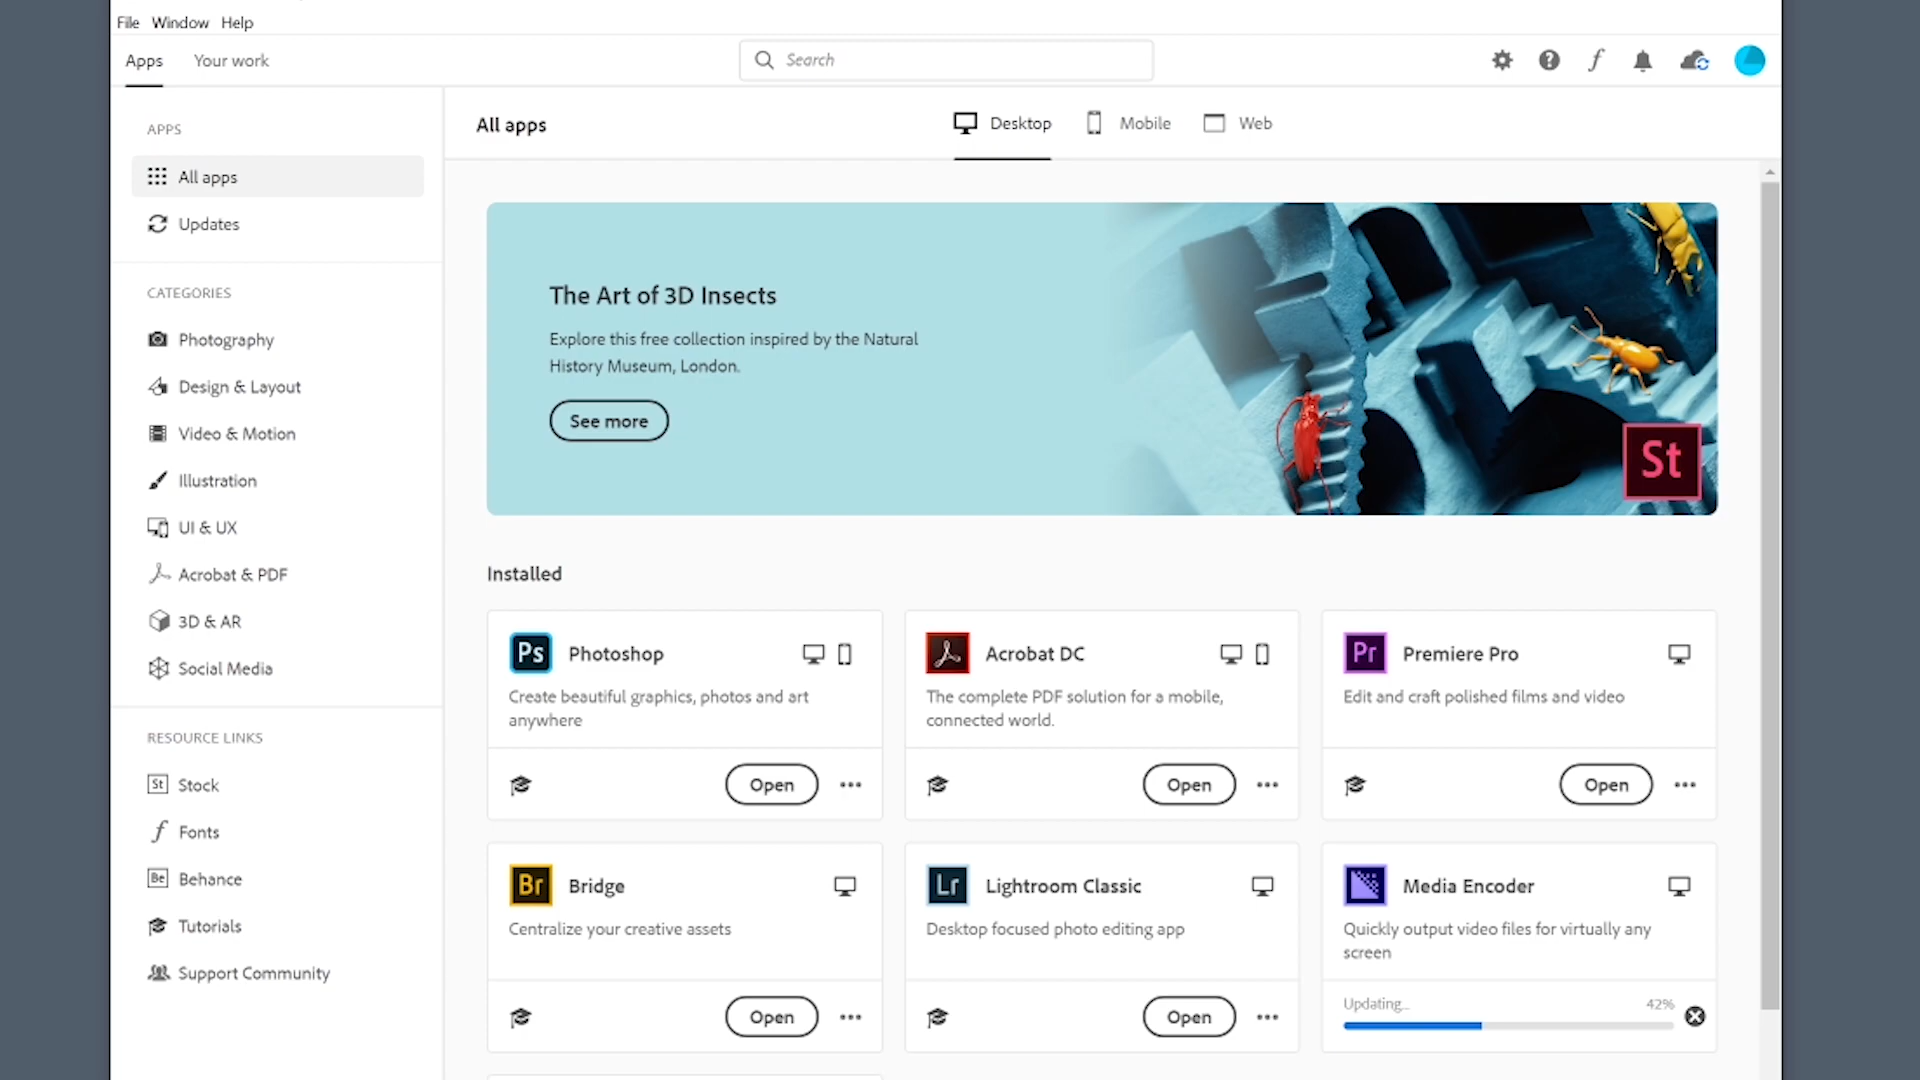 File Window Help
Apps Your work
Search
APPS
All apps
Updates
CATEGORIES
Photography
Design & Layout
Video & Motion
Illustration
UI & UX
Acrobat & PDF
3D & AR
Social Media
RESOURCE LINKS
St Stock
Fonts
Be Behance
Tutorials
Support Community
All apps
Desktop Mobile Web
The Art of 3D Insects
Explore this free collection inspired by the Natural
History Museum, London.
See more
St
Installed
Ps Photoshop
Create beautiful graphics, photos and art
anywhere
Open
Acrobat DC
The complete PDF solution for a mobile,
connected world.
Open
Pr Premiere Pro
Edit and craft polished films and video
Open
Br Bridge
Centralize your creative assets
Open
Lr Lightroom Classic
Desktop focused photo editing app
Open
Media Encoder
Quickly output video files for virtually any
screen
Updating... 42%